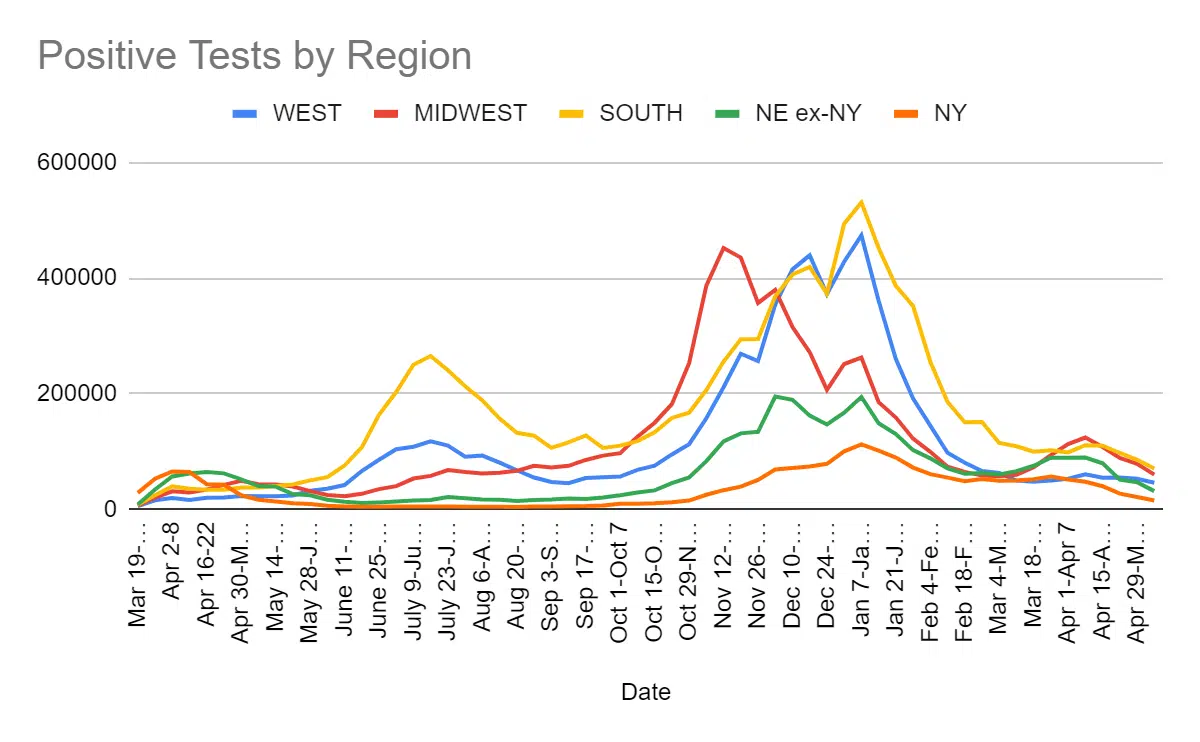 Positive Tests by Region
WEST MIDWEST SOUTH NE ex-NY NY
600000
400000
200000
0
Mar 19-…
Apr 2-8
Apr 16-22
Apr 30-M…
May 14-…
May 28-J…
June 11-…
June 25-…
July 9-Ju…
July 23-J…
Aug 6-A…
Aug 20-…
Sep 3-S…
Sep 17-…
Oct 1-Oct 7
Oct 15-O…
Oct 29-N…
Nov 12-…
Nov 26-…
Dec 10-…
Dec 24-…
Jan 7-Ja…
Jan 21-J…
Feb 4-Fe…
Feb 18-F…
Mar 4-M…
Mar 18-…
Apr 1-Apr 7
Apr 15-A…
Apr 29-M…
Date